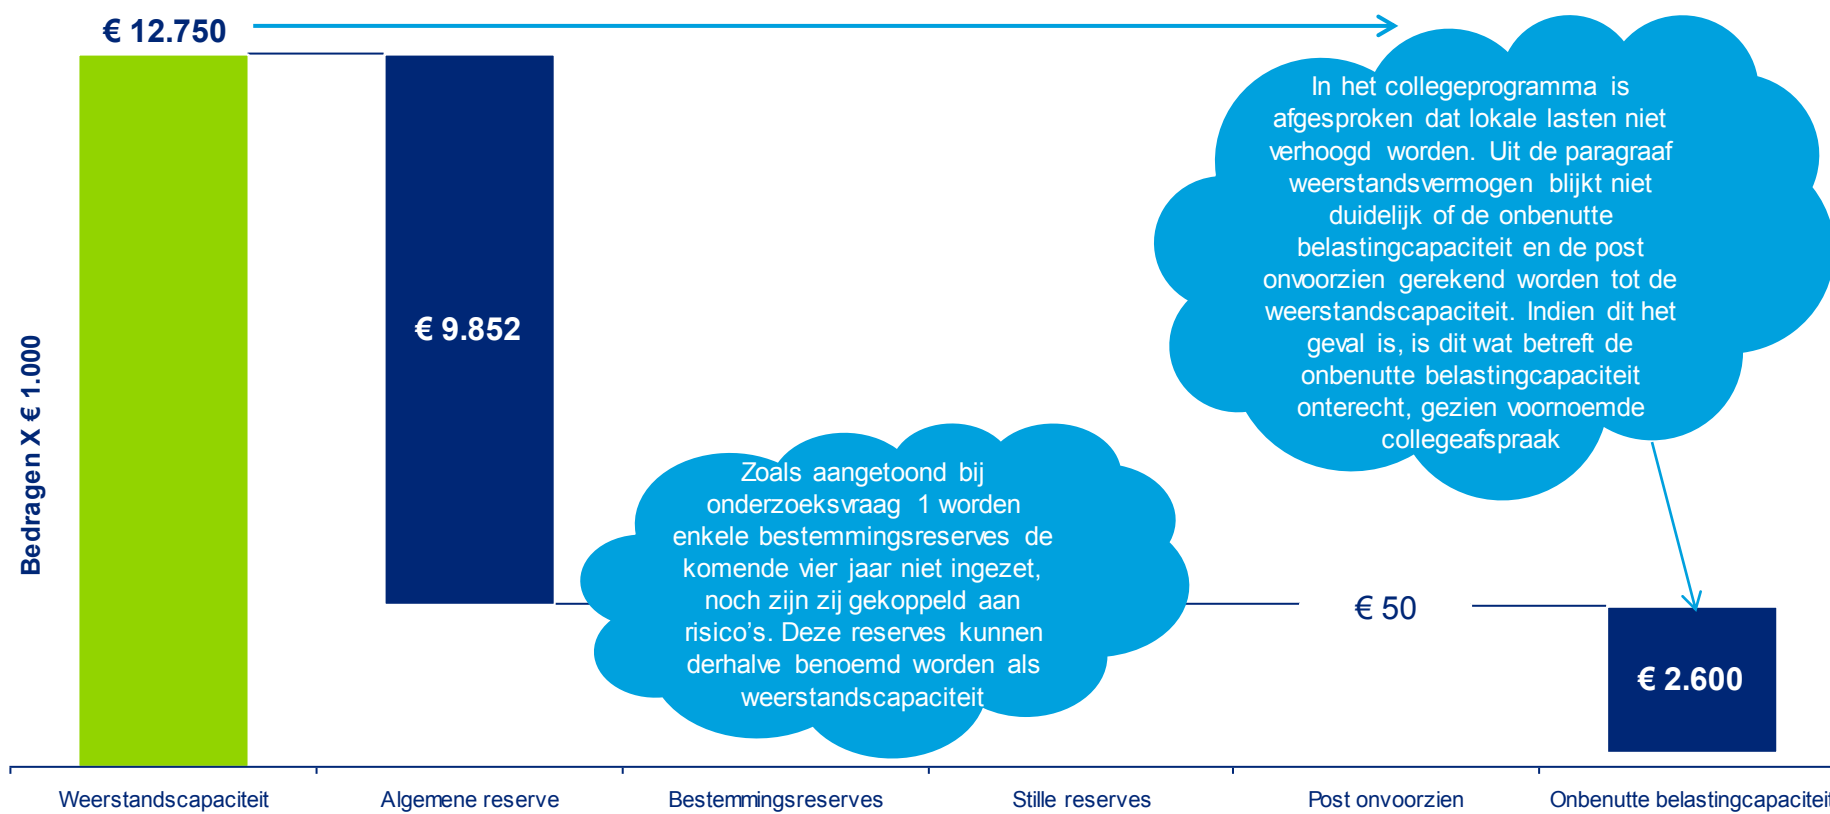 € 12.750
In het collegeprogramma is
afgesproken dat lokale lasten niet
verhoogd worden. Uit de paragraaf
weerstandsvermogen blijkt niet
duidelijk of de onbenutte
belastingcapaciteit en de post
onvoorzien gerekend worden tot de
weerstandscapaciteit. Indien dit het
geval is, is dit wat betreft de
onbenutte belastingcapaciteit
onterecht, gezien voornoemde
collegeafspraak
€ 9.852
Bedragen X € 1.000
Zoals aangetoond bij
onderzoeksvraag 1 worden
enkele bestemmingsreserves de
komende vier jaar niet ingezet,
noch zijn zij gekoppeld aan
risico's. Deze reserves kunnen
derhalve benoemd worden als
weerstandscapaciteit
€ 50
€ 2.600
Weerstandscapaciteit
Algemene reserve
Bestemmingsreserves
Stille reserves
Post onvoorzien
Onbenutte belastingcapaciteit